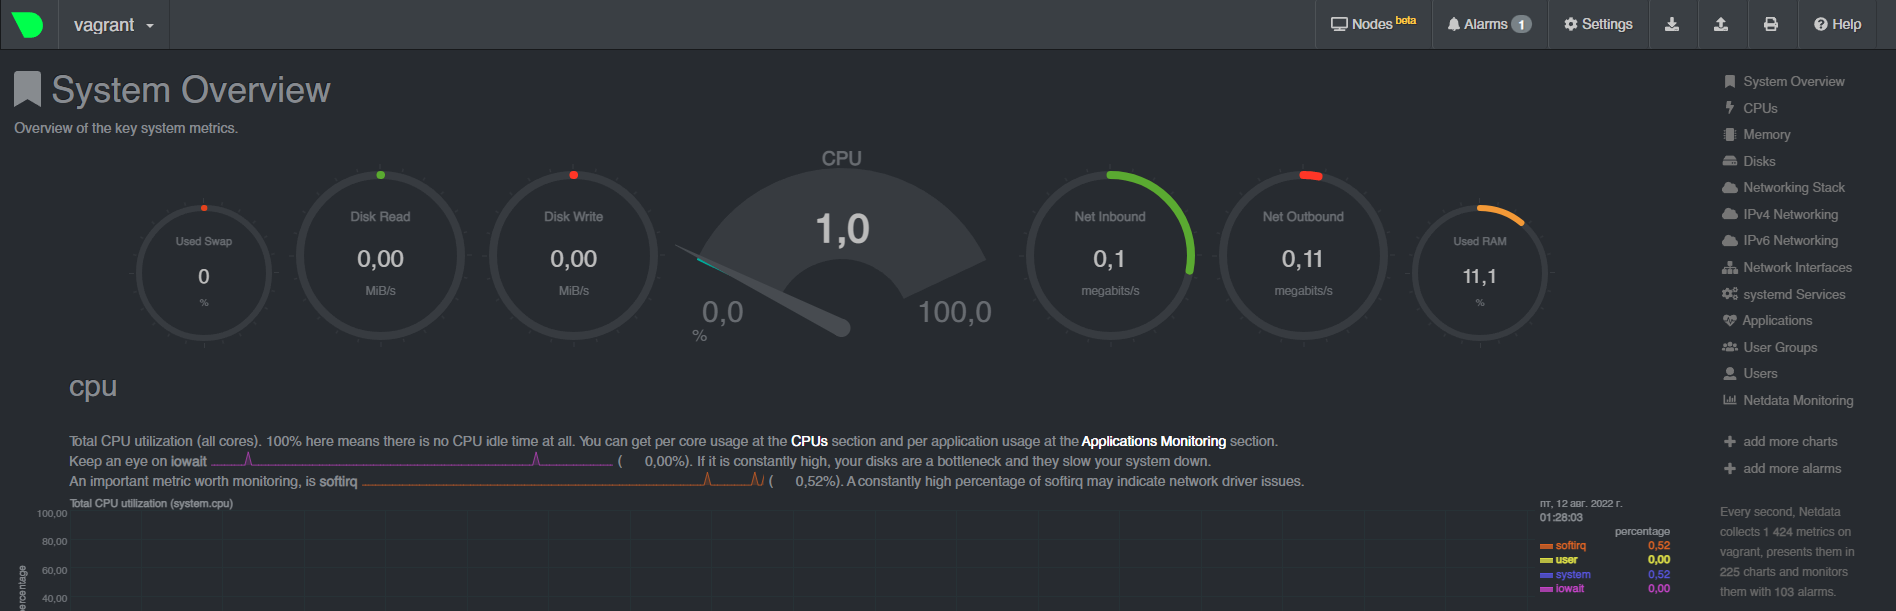 vagrant
Nodes beta
Alarms 1
Settings
Help
System Overview
Overview of the key system metrics.
Used Swap
0
%
Disk Read
0,00
MiB/s
Disk Write
0,00
MiB/s
CPU
1,0
0,0
100,0
%
Net Inbound
0,1
megabits/s
Net Outbound
0,11
megabits/s
Used RAM
11,1
%
cpu
Total CPU utilization (all cores). 100% here means there is no CPU idle time at all. You can get per core usage at the CPUs section and per application usage at the Applications Monitoring section.
Keep an eye on iowait ( 0,00%). If it is constantly high, your disks are a bottleneck and they slow your system down.
An important metric worth monitoring, is softirq ( 0,52%). A constantly high percentage of softirq may indicate network driver issues.
Total CPU utilization (system.cpu)
100,00
80,00
60,00
40,00
percentage
пт, 12 авг. 2022 г.
01:28:03
percentage
softirq 0,52
user 0,00
system 0,52
iowait 0,00
System Overview
CPUs
Memory
Disks
Networking Stack
IPv4 Networking
IPv6 Networking
Network Interfaces
systemd Services
Applications
User Groups
Users
Netdata Monitoring
add more charts
add more alarms
Every second, Netdata
collects 1 424 metrics on
vagrant, presents them in
225 charts and monitors
them with 103 alarms.